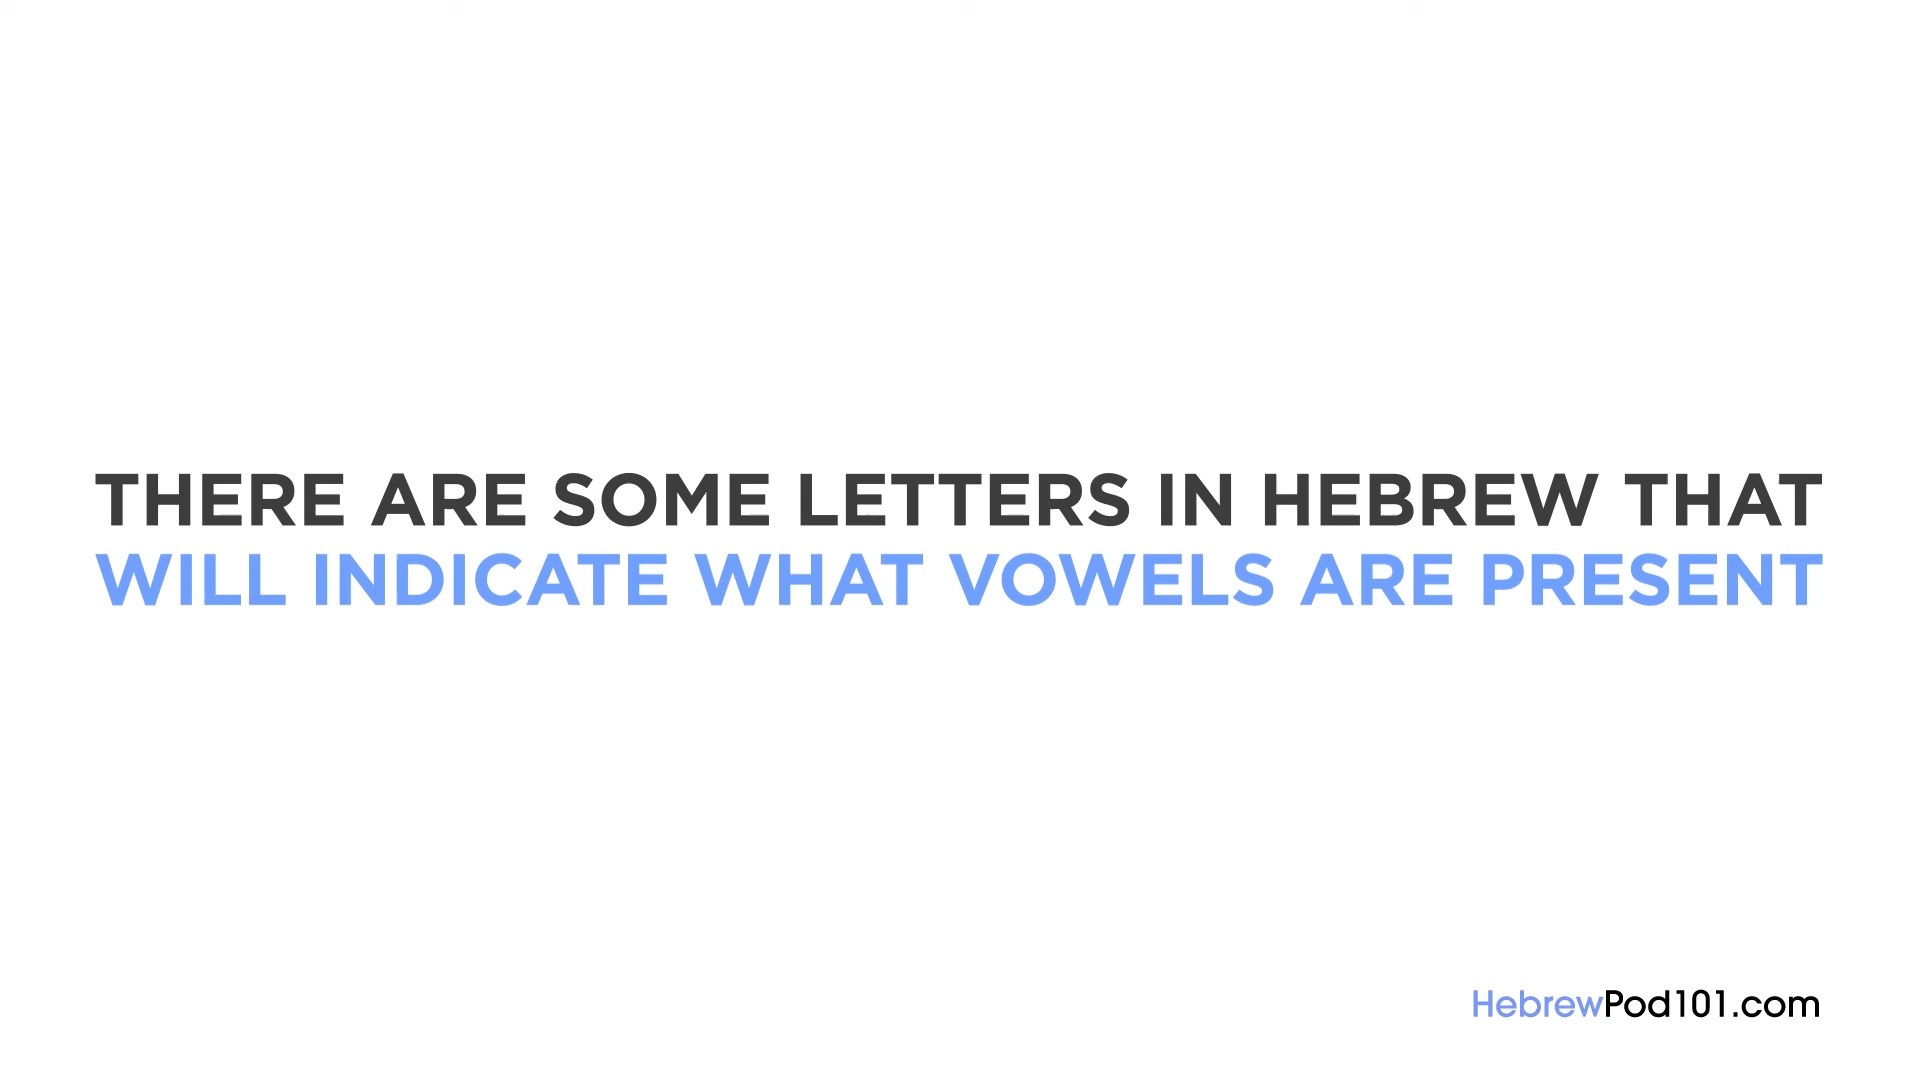 THERE ARE SOME LETTERS IN HEBREW THAT
WILL INDICATE WHAT VOWELS ARE PRESENT
HebrewPod101.com